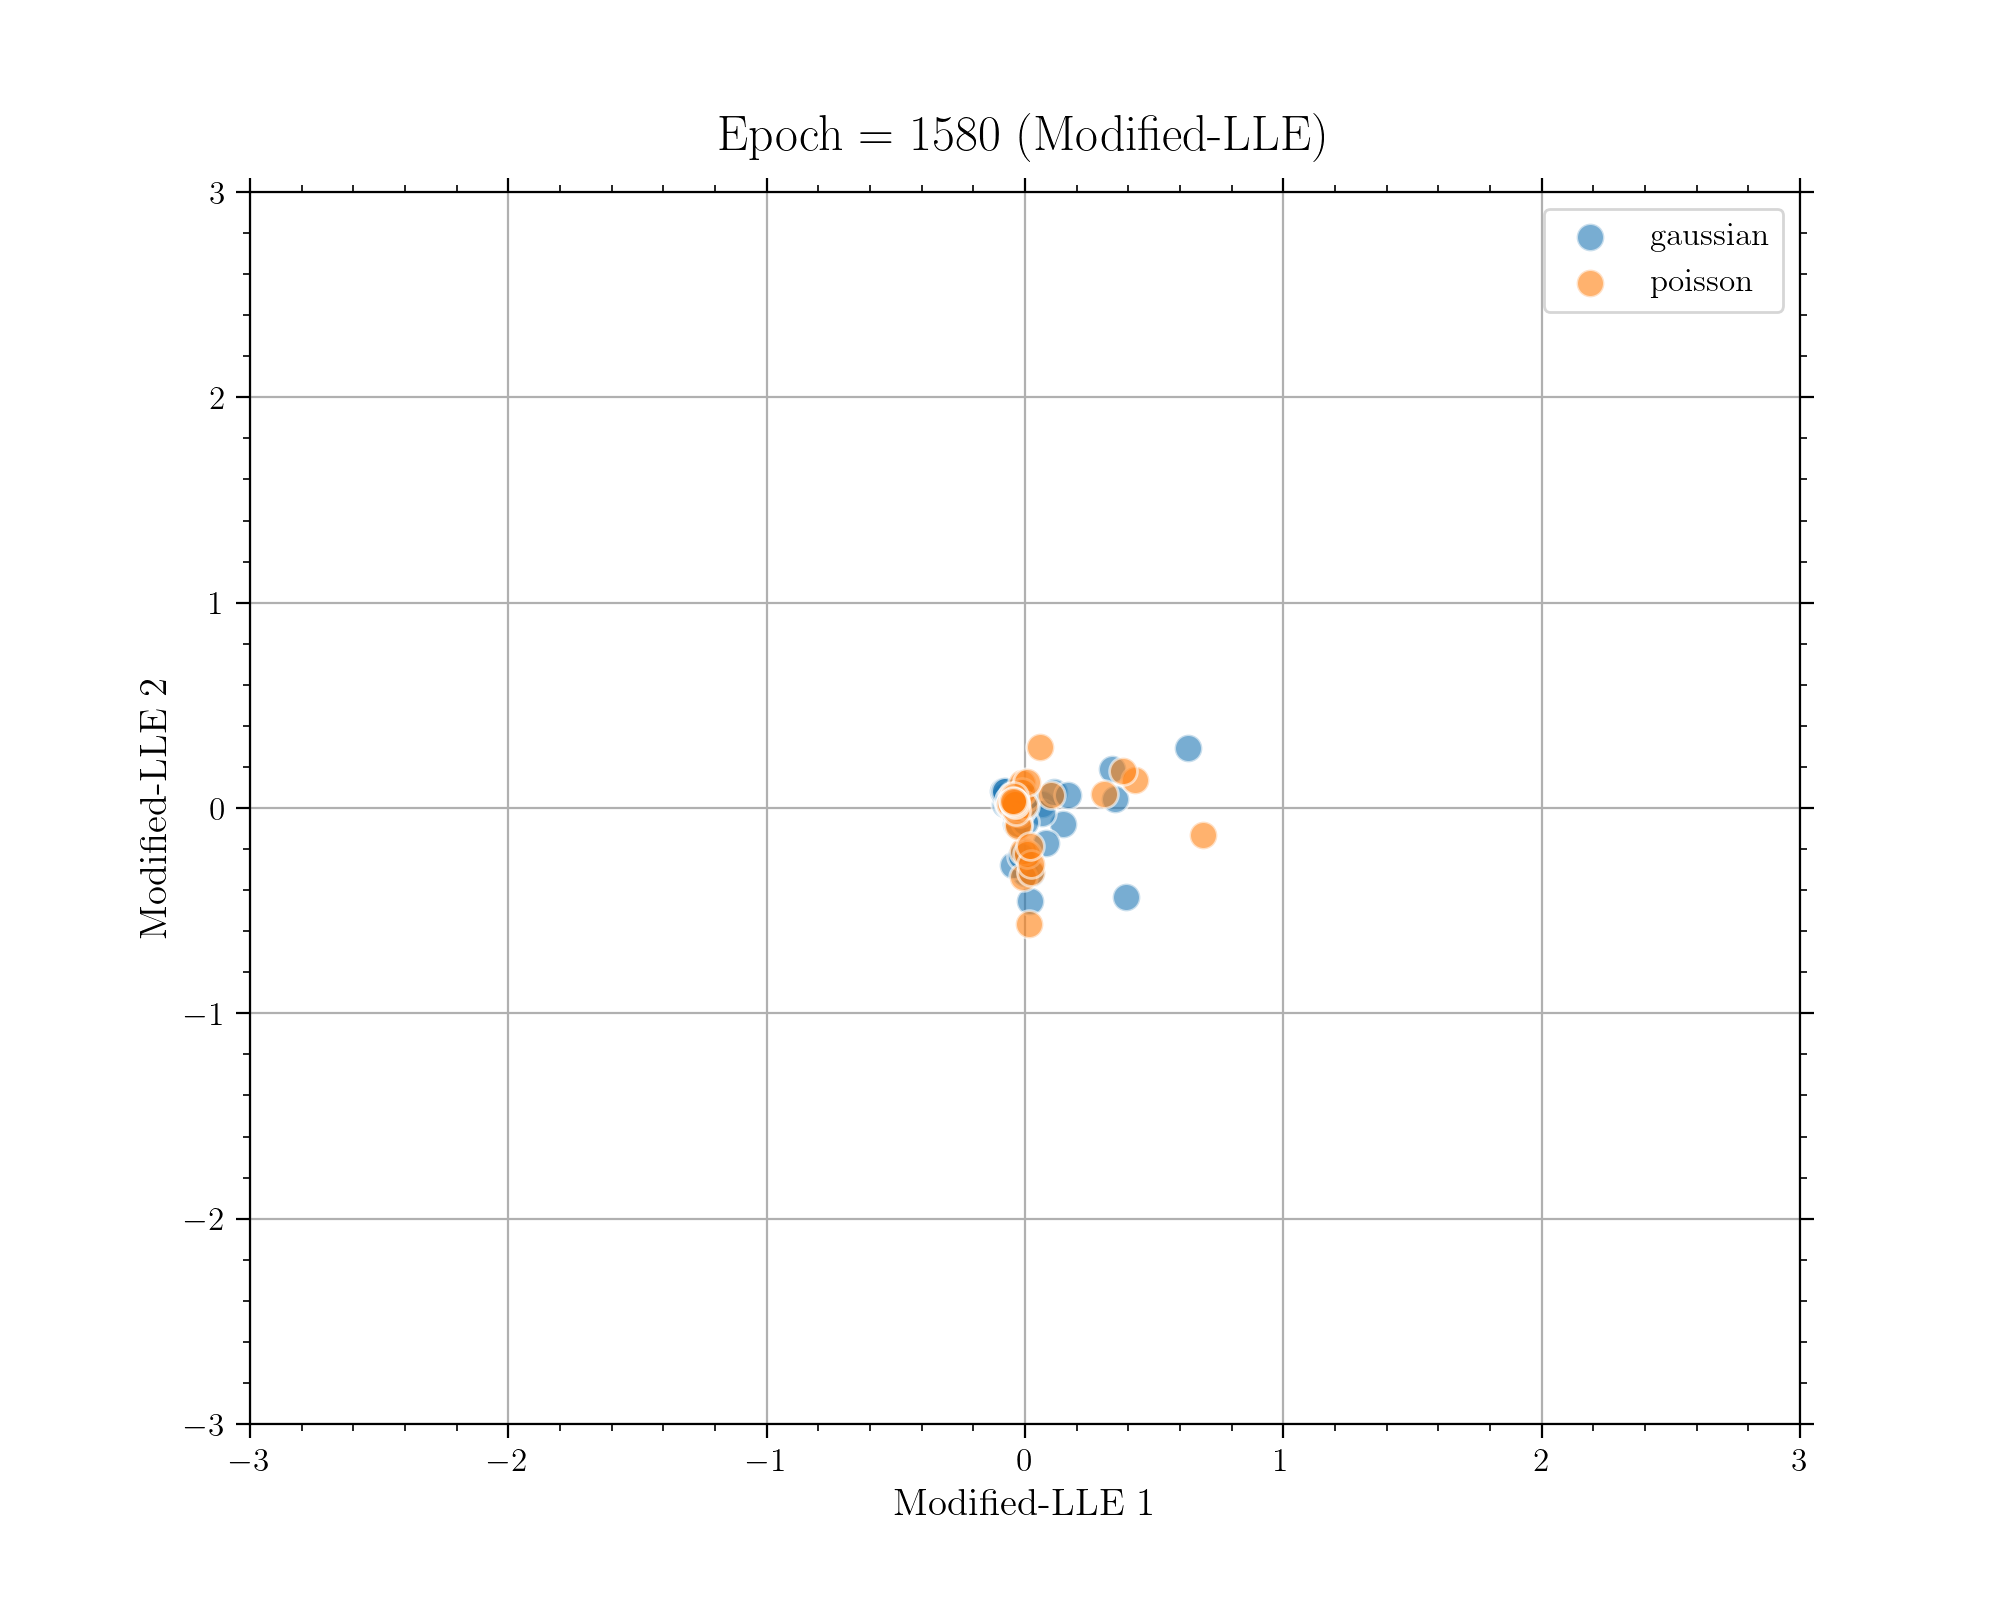 Epoch = 1580 (Modified-LLE)
gaussian
poisson
3
2
1
0
−1
−2
−3
Modified-LLE 2
−3
−2
−1
0
1
2
3
Modified-LLE 1